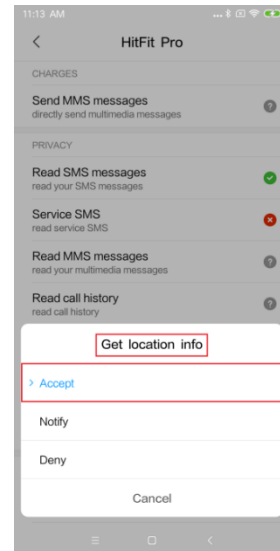 11:13 AM
HitFit Pro
CHARGES
Send MMS messages
directly send multimedia messages
PRIVACY
Read SMS messages
read your SMS messages
Service SMS
read service SMS
Read MMS messages
read your multimedia messages
Read call history
read call history
Get location info
Accept
Notify
Deny
Cancel